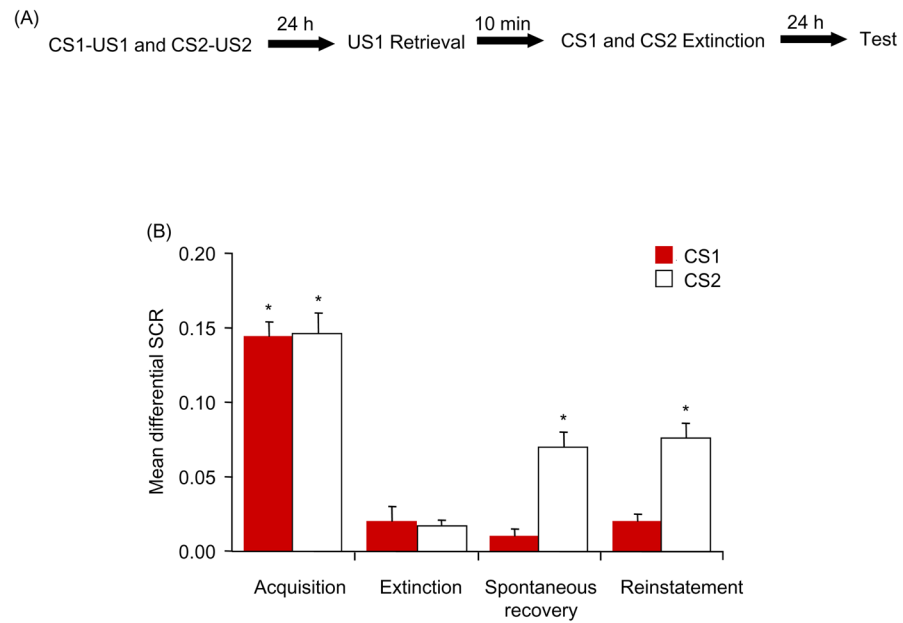 (A)
24 h
10 min
24 h
CS1-US1 and CS2-US2
US1 Retrieval
CS1 and CS2 Extinction
Test
(B)
Mean differential SCR
0.20
0.15
0.10
0.05
0.00
* *
*
*
CS1
CS2
Acquisition
Extinction
Spontaneous
recovery
Reinstatement